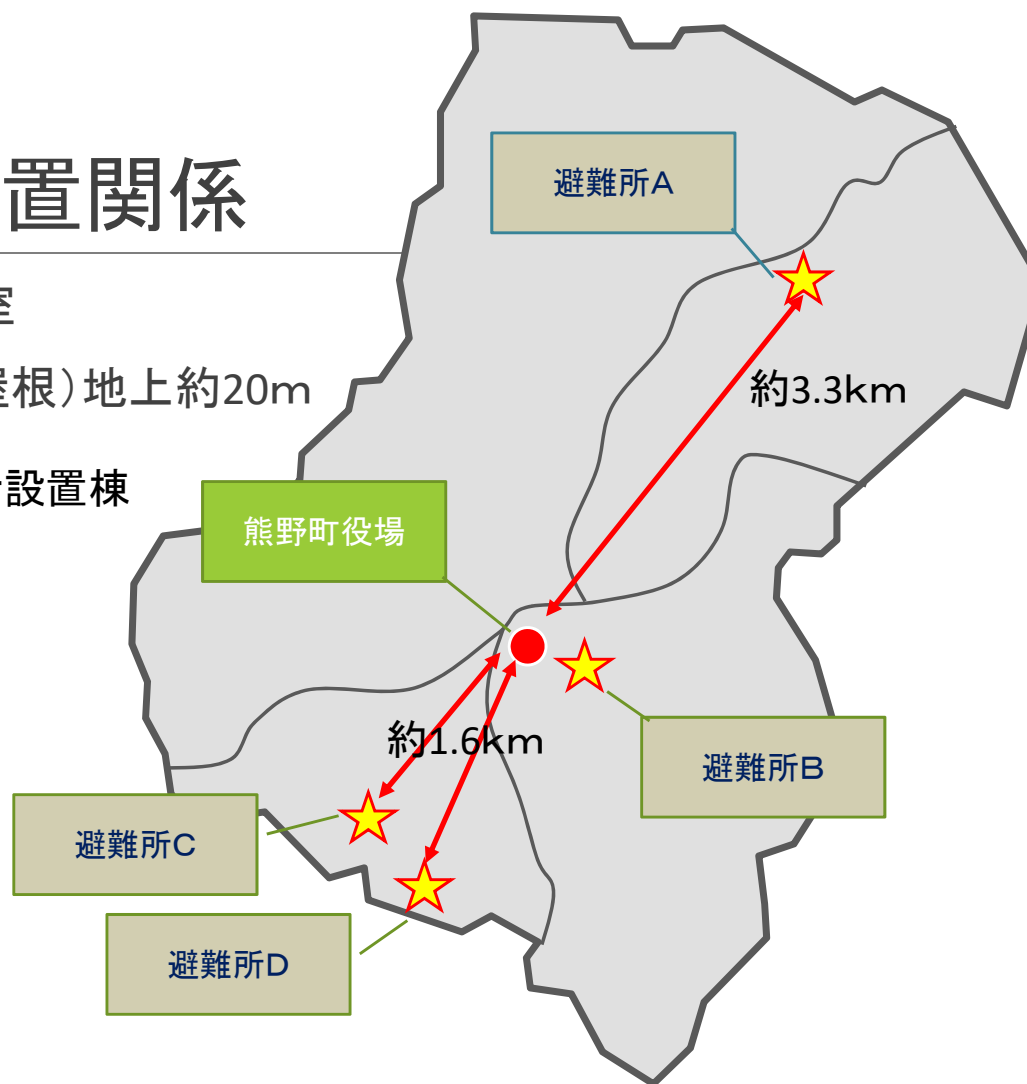 置関係
室
屋根）地上約20ｍ
設置棟
避難所Ａ
約3.3kｍ
熊野町役場
約1.6kｍ
避難所Ｂ
避難所Ｃ
避難所Ｄ